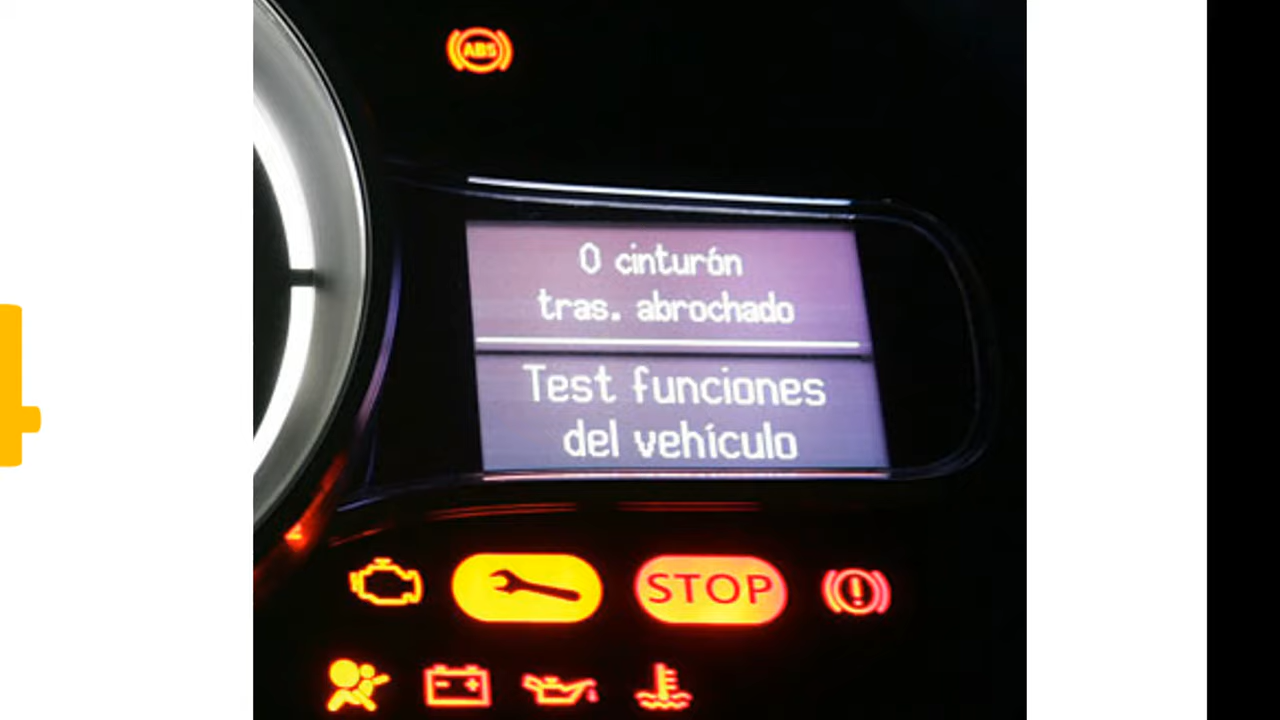 ABS
0 cinturón
tras. abrochado
Test funciones
del vehículo
STOP